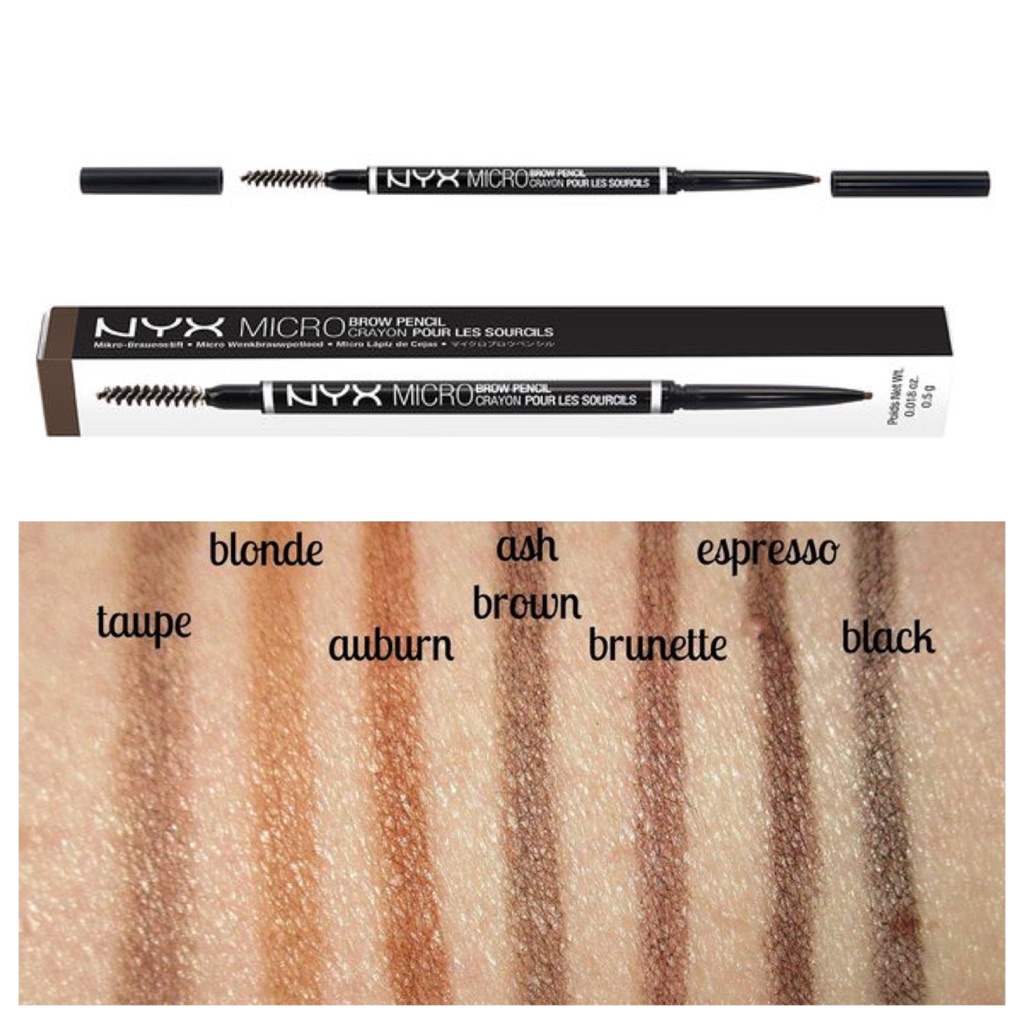 NYX MICRO BROW PENCIL
CRAYON POUR LES SOURCILS
NYX MICRO BROW PENCIL
CRAYON POUR LES SOURCILS
Mikro-Brauenstift • Micro Wenkbrauwpotlood • Micro Lápiz de Cejas • マイクロブロウペンシル
NYX MICRO BROW PENCIL
CRAYON POUR LES SOURCILS
Poids Net Wt.
0.018 oz.
0.5 g
taupe
blonde
auburn
ash
brown
brunette
espresso
black